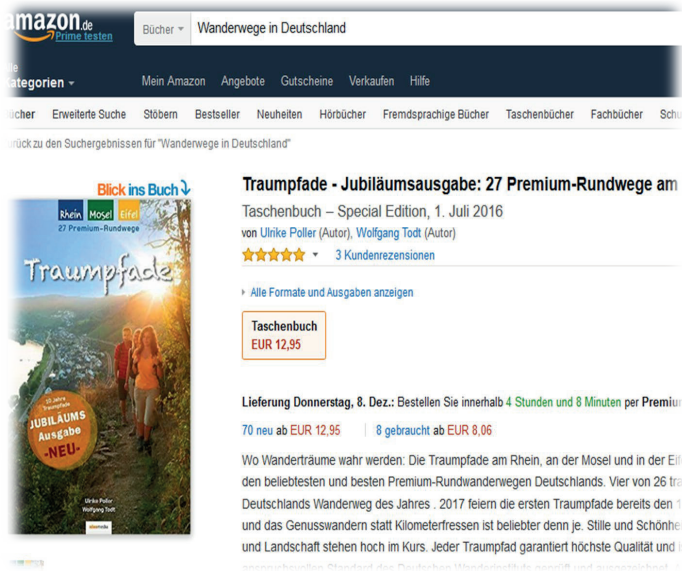 amazon.de
Prime testen
Bücher
Wanderwege in Deutschland
Alle
Kategorien
Mein Amazon Angebote Gutscheine Verkaufen Hilfe
Erweiterte Suche Stöbern Bestseller Neuheiten Hörbücher Fremdsprachige Bücher Taschenbücher Fachbücher
zu den Suchergebnissen für "Wanderwege in Deutschland"
Blick ins Buch
Rhein Mosel Eifel
27 Premium-Rundwege
Traumpfade
10 Jahre
Traumpfade
JUBILÄUMS
Ausgabe
-NEU-
Ulrike Poller
Wolfgang Todt
Traumpfade - Jubiläumsausgabe: 27 Premium-Rundwege am
Taschenbuch – Special Edition, 1. Juli 2016
von Ulrike Poller (Autor), Wolfgang Todt (Autor)
3 Kundenrezensionen
Alle Formate und Ausgaben anzeigen
Taschenbuch
EUR 12,95
Lieferung Donnerstag, 8. Dez.: Bestellen Sie innerhalb 4 Stunden und 8 Minuten per
70 neu ab EUR 12,95 8 gebraucht ab EUR 8,06
Wo Wanderträume wahr werden: Die Traumpfade am Rhein, an der Mosel und in der
den beliebtesten und besten Premium-Rundwanderwegen Deutschlands. Vier von 26
Deutschlands Wanderweg des Jahres . 2017 feiern die ersten Traumpfade bereits den
und das Genusswandern statt Kilometerfressen ist beliebter denn je. Stille und
und Landschaft stehen hoch im Kurs. Jeder Traumpfad garantiert höchste Qualität und